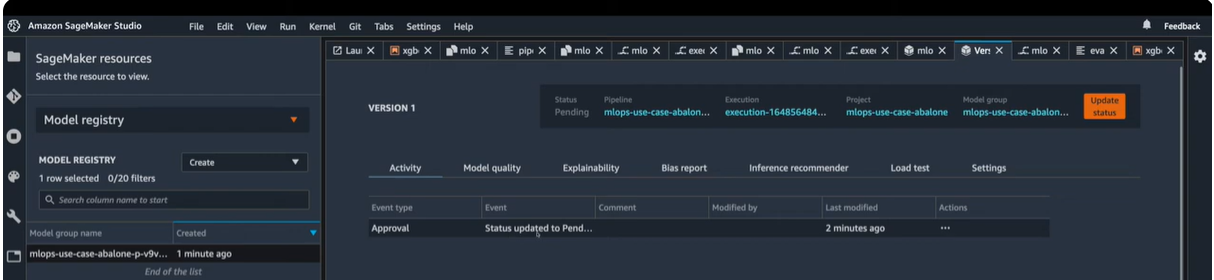 Amazon SageMaker Studio File Edit View Run Kernel Git Tabs Settings Help Feedback
Lau xgb- mlo pip mlo mlo exe mlo mlo exe mlo Ver mlo eva xgb-
SageMaker resources
Select the resource to view.
Model registry
MODEL REGISTRY Create
1 row selected 0/20 filters
Search column name to start
Model group name Created
mlops-use-case-abalone-p-v9v... 1 minute ago
End of the list
VERSION 1
Status Pipeline Execution Project Model group
Pending mlops-use-case-abalon... execution-164856484... mlops-use-case-abalone mlops-use-case-abalon...
Update
status
Activity Model quality Explainability Bias report Inference recommender Load test Settings
Event type Event Comment Modified by Last modified Actions
Approval Status updated to Pend... 2 minutes ago ...